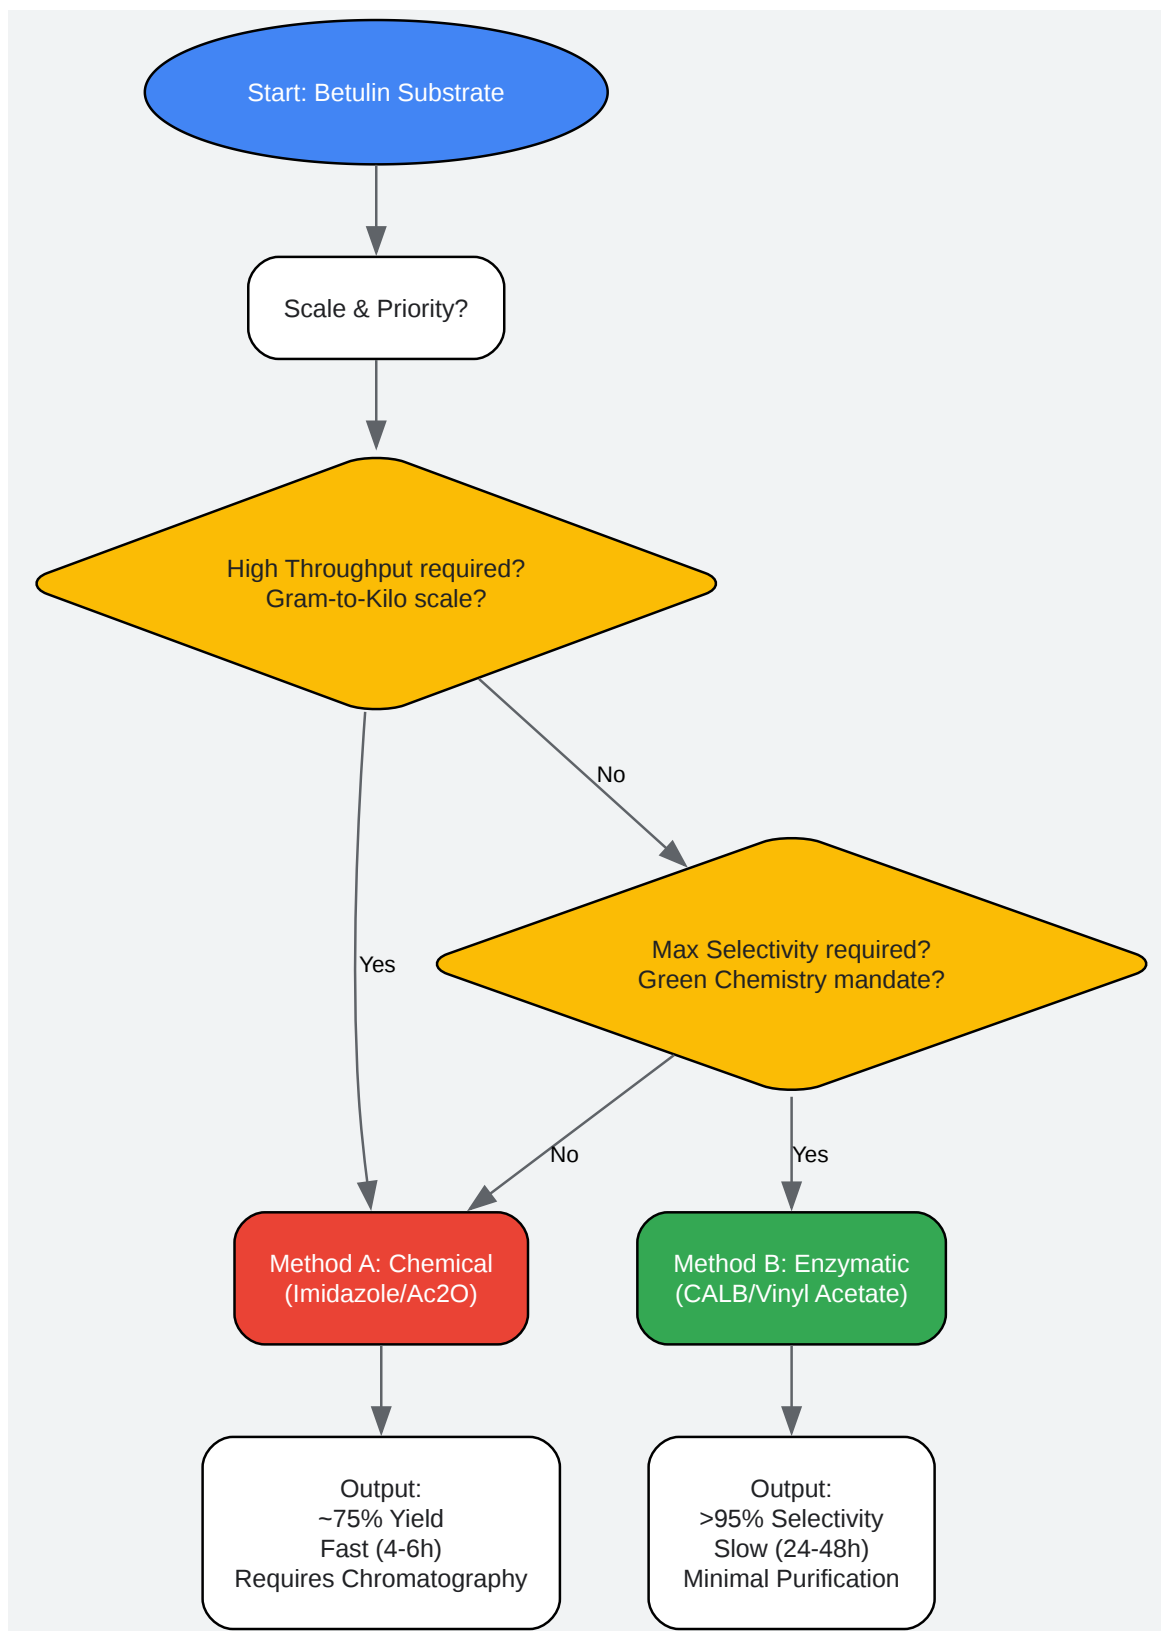 Start: Betulin Substrate
Scale & Priority?
High Throughput required?
Gram-to-Kilo scale?
No
Yes
Max Selectivity required?
Green Chemistry mandate?
No
Yes
Method A: Chemical
(Imidazole/Ac2O)
Method B: Enzymatic
(CALB/Vinyl Acetate)
Output:
~75% Yield
Fast (4-6h)
Requires Chromatography
Output:
>95% Selectivity
Slow (24-48h)
Minimal Purification